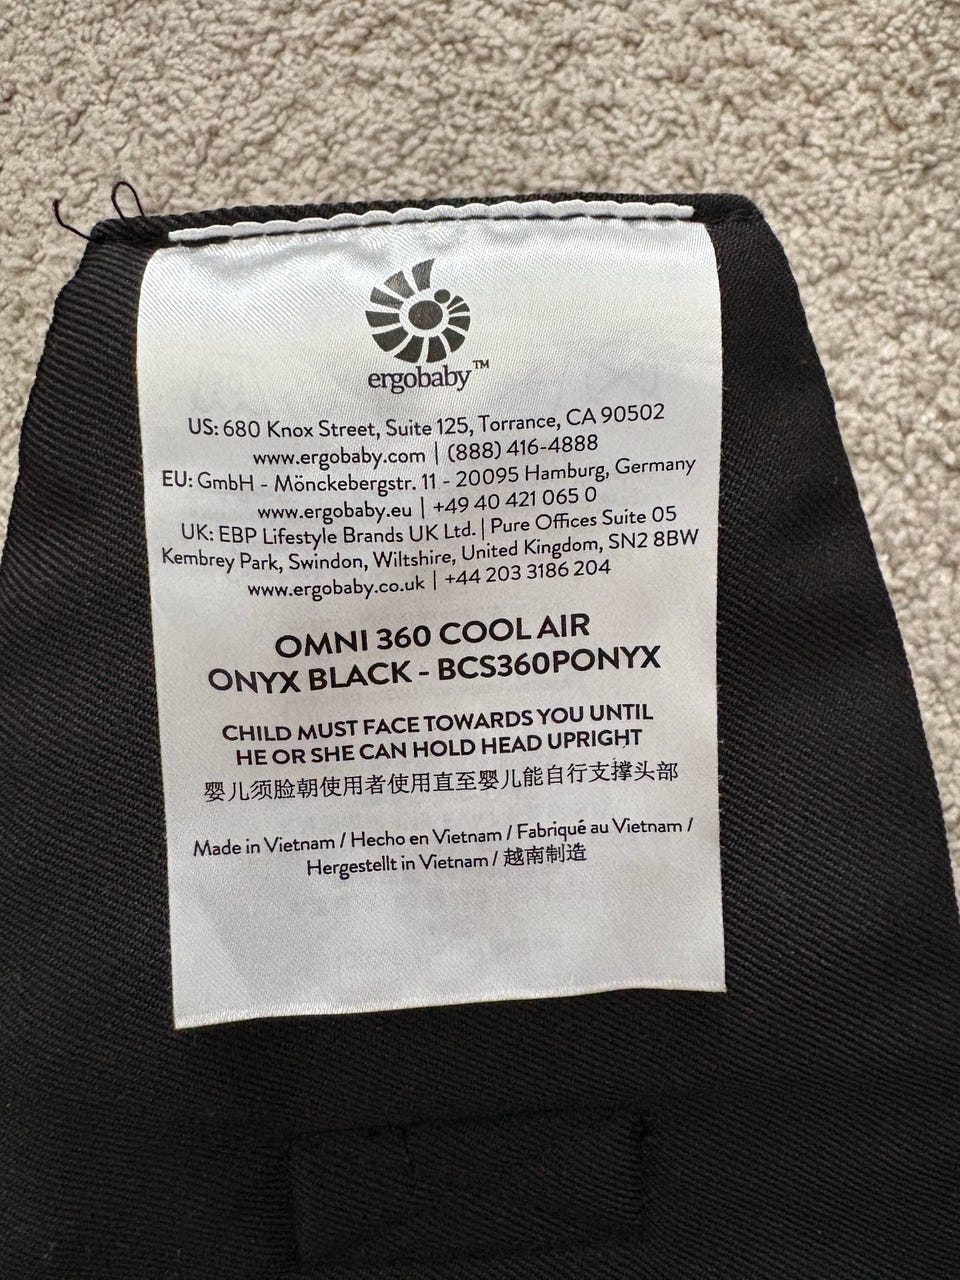 ergobaby™
US: 680 Knox Street, Suite 125, Torrance, CA 90502
www.ergobaby.com | (888) 416-4888
EU: GmbH - Mönckebergstr. 11 - 20095 Hamburg, Germany
www.ergobaby.eu | +49 40 421 065 0
UK: EBP Lifestyle Brands UK Ltd. | Pure Offices Suite 05
Kembrey Park, Swindon, Wiltshire, United Kingdom, SN2 8BW
www.ergobaby.co.uk | +44 203 3186 204
OMNI 360 COOL AIR
ONYX BLACK - BCS360PONYX
CHILD MUST FACE TOWARDS YOU UNTIL
HE OR SHE CAN HOLD HEAD UPRIGHT
婴儿须脸朝使用者使用直至婴儿能自行支撑头部
Made in Vietnam / Hecho en Vietnam / Fabriqué au Vietnam /
Hergestellt in Vietnam / 越南制造